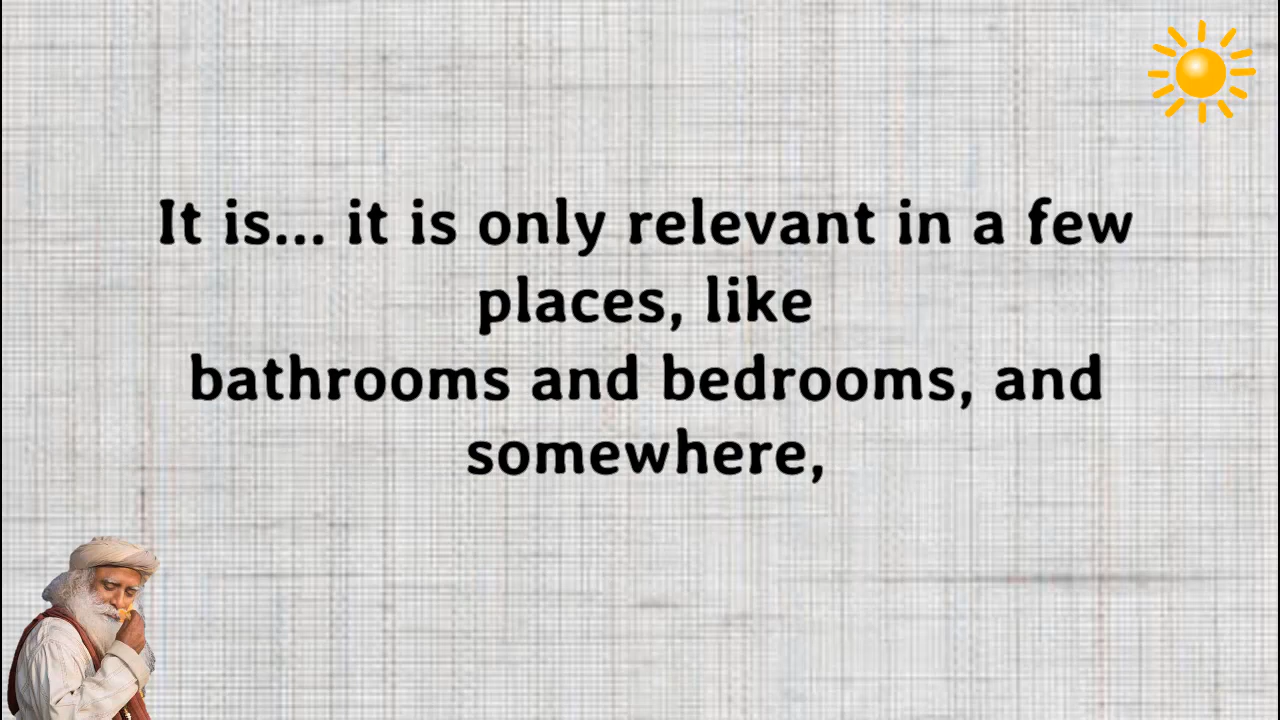 It is... it is only relevant in a few
places, like
bathrooms and bedrooms, and
somewhere,